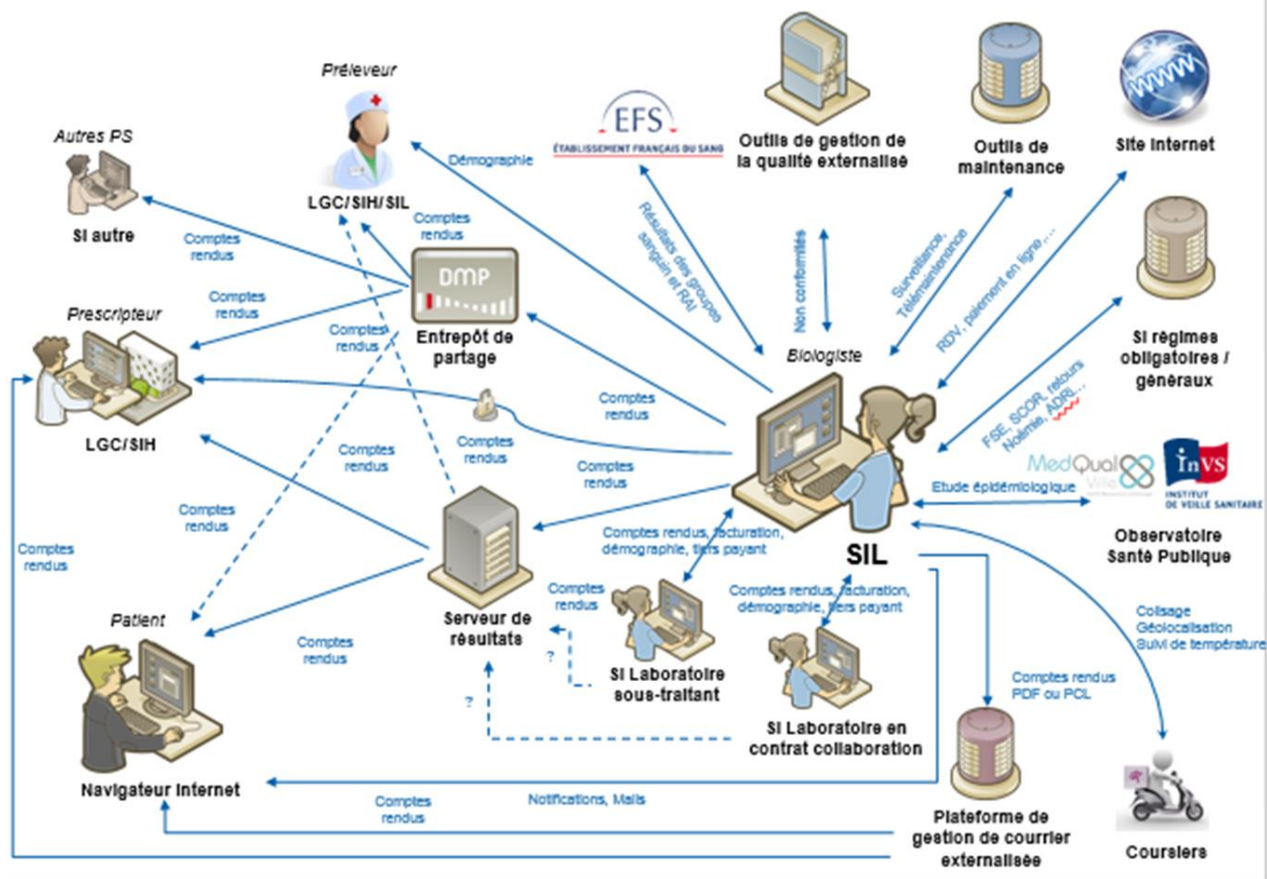 Préleveur
LGC/SIH/SIL
Autres PS
SI autre
Comptes
rendus
Démographie
Comptes
rendus
EFS
ÉTABLISSEMENT FRANÇAIS DU SANG
Outils de gestion de
la qualité externalisé
Outils de
maintenance
WWW
Site Internet
Résultats des groupes
sanguin et RAI
Non conformités
Surveillance,
Télémaintenance
RDV, paiement en ligne,…
SI régimes
obligatoires /
généraux
DMP
Entrepôt de
partage
Comptes
rendus
Prescripteur
LGC/SIH
Comptes
rendus
Biologiste
Comptes
rendus
FSE, SCOR, retours
Noémie, ADRi…
Comptes
rendus
Comptes
rendus
Comptes
rendus
MedQual
Ville
InVS
INSTITUT
DE VEILLE SANITAIRE
Etude épidémiologique
Observatoire
Santé Publique
SIL
Comptes
rendus
Comptes
rendus
Comptes rendus, facturation,
démographie, tiers payant
Comptes rendus, facturation,
démographie, tiers payant
Comptes
rendus
Serveur de
résultats
?
?
SI Laboratoire
sous-traitant
SI Laboratoire en
contrat collaboration
Colisage
Géolocalisation
Suivi de température
Comptes rendus
PDF ou PCL
Patient
Comptes
rendus
Navigateur Internet
Comptes
rendus
Notifications, Mails
Plateforme de
gestion de courrier
externalisée
Coursiers